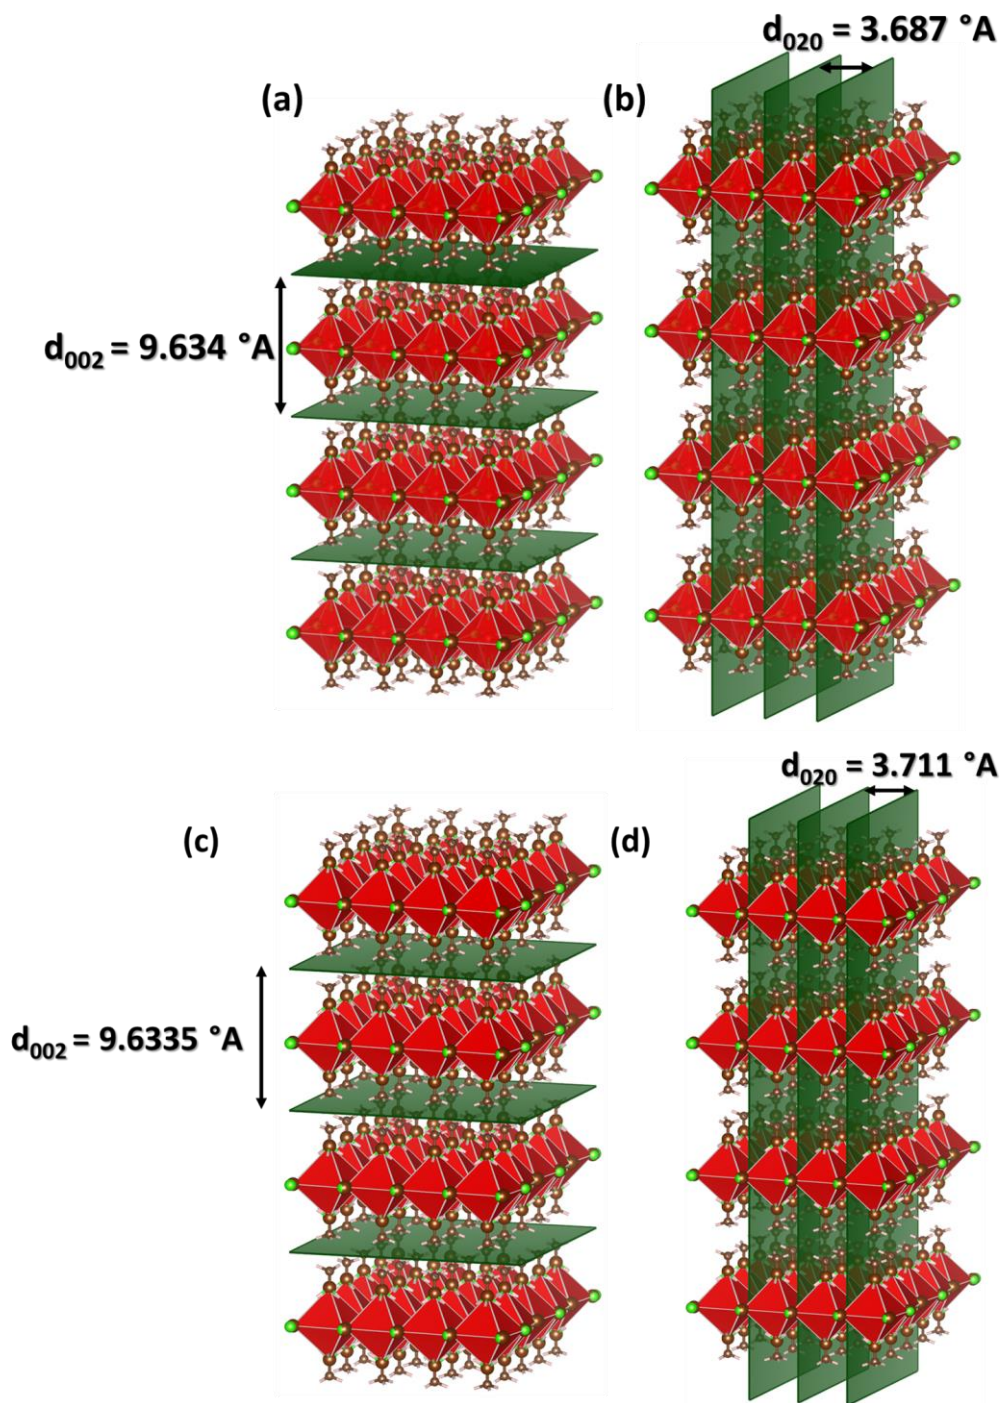 d020 = 3.687 °A
(a)
(b)
d002 = 9.634 °A
d020 = 3.711 °A
(c)
(d)
d002 = 9.6335 °A